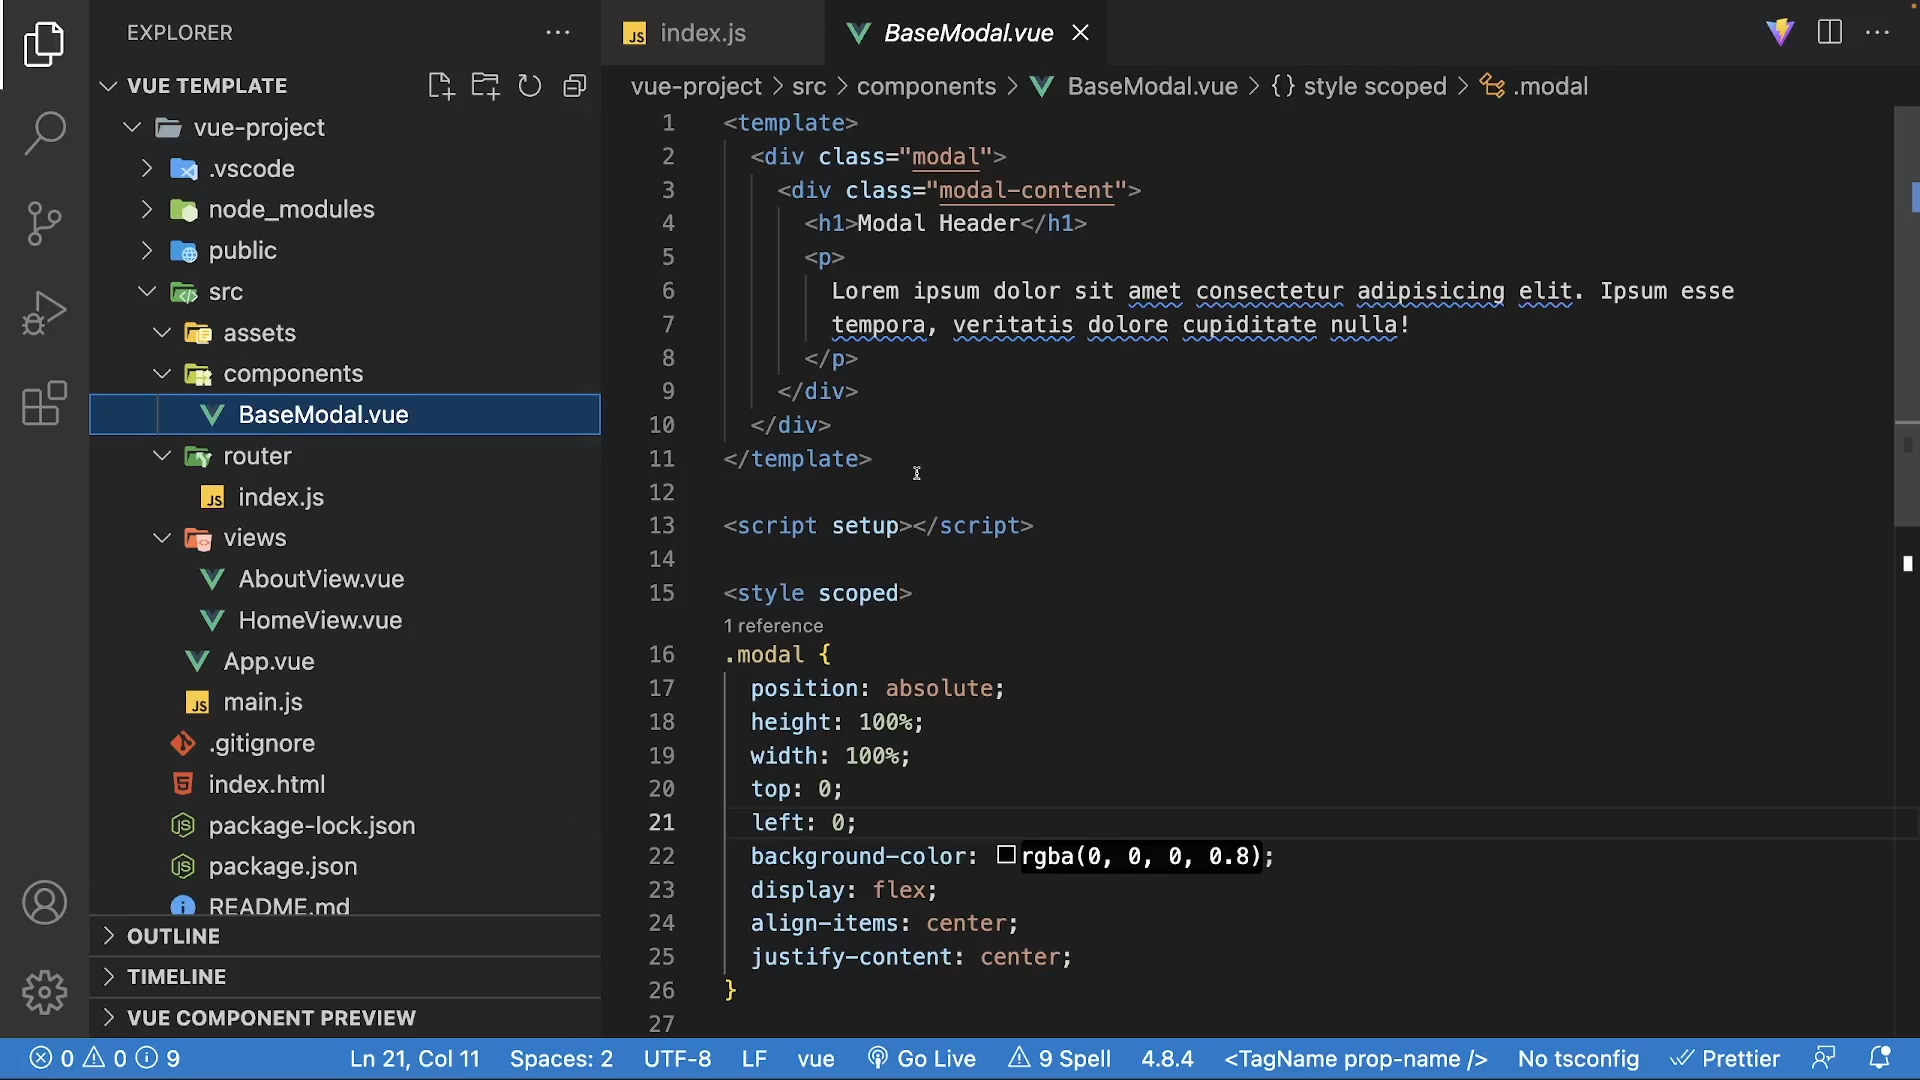 EXPLORER
VUE TEMPLATE
vue-project
.vscode
node_modules
public
src
assets
components
BaseModal.vue
router
JS index.js
views
AboutView.vue
HomeView.vue
App.vue
JS main.js
.gitignore
index.html
package-lock.json
package.json
README.md
OUTLINE
TIMELINE
VUE COMPONENT PREVIEW
JS index.js
BaseModal.vue
vue-project > src > components > BaseModal.vue > {} style scoped > .modal
1 <template>
2 <div class="modal">
3 <div class="modal-content">
4 <h1>Modal Header</h1>
5 <p>
6 Lorem ipsum dolor sit amet consectetur adipisicing elit. Ipsum esse
7 tempora, veritatis dolore cupiditate nulla!
8 </p>
9 </div>
10 </div>
11 </template>
12
13 <script setup></script>
14
15 <style scoped>
1 reference
16 .modal {
17 position: absolute;
18 height: 100%;
19 width: 100%;
20 top: 0;
21 left: 0;
22 background-color: rgba(0, 0, 0, 0.8);
23 display: flex;
24 align-items: center;
25 justify-content: center;
26 }
27
0 0 9 Ln 21, Col 11 Spaces: 2 UTF-8 LF vue Go Live 9 Spell 4.8.4 <TagName prop-name /> No tsconfig Prettier